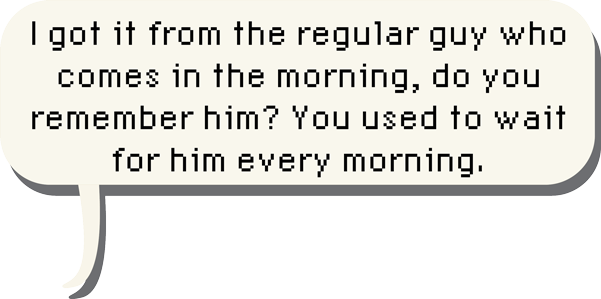 I got it from the regular guy who
comes in the morning, do you
remember him? You used to wait
for him every morning.